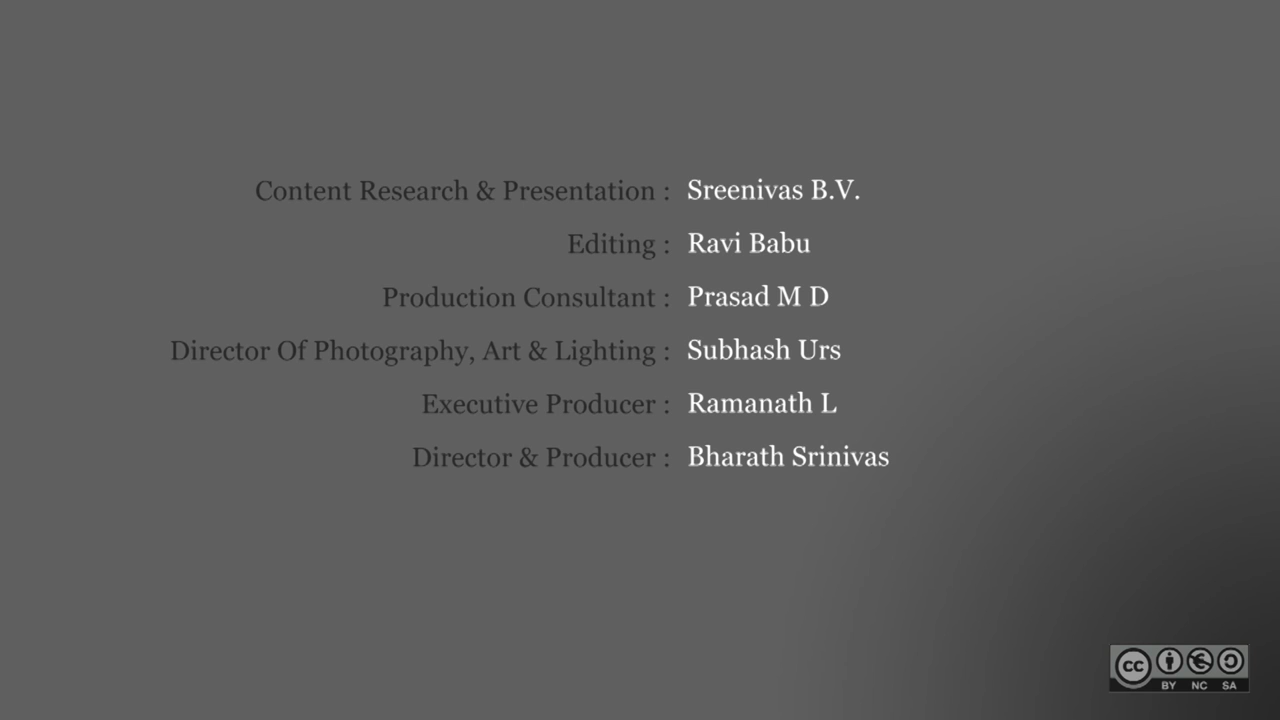 Content Research & Presentation : Sreenivas B.V.
Editing : Ravi Babu
Production Consultant : Prasad M D
Director Of Photography, Art & Lighting : Subhash Urs
Executive Producer : Ramanath L
Director & Producer : Bharath Srinivas
cc
BY NC SA